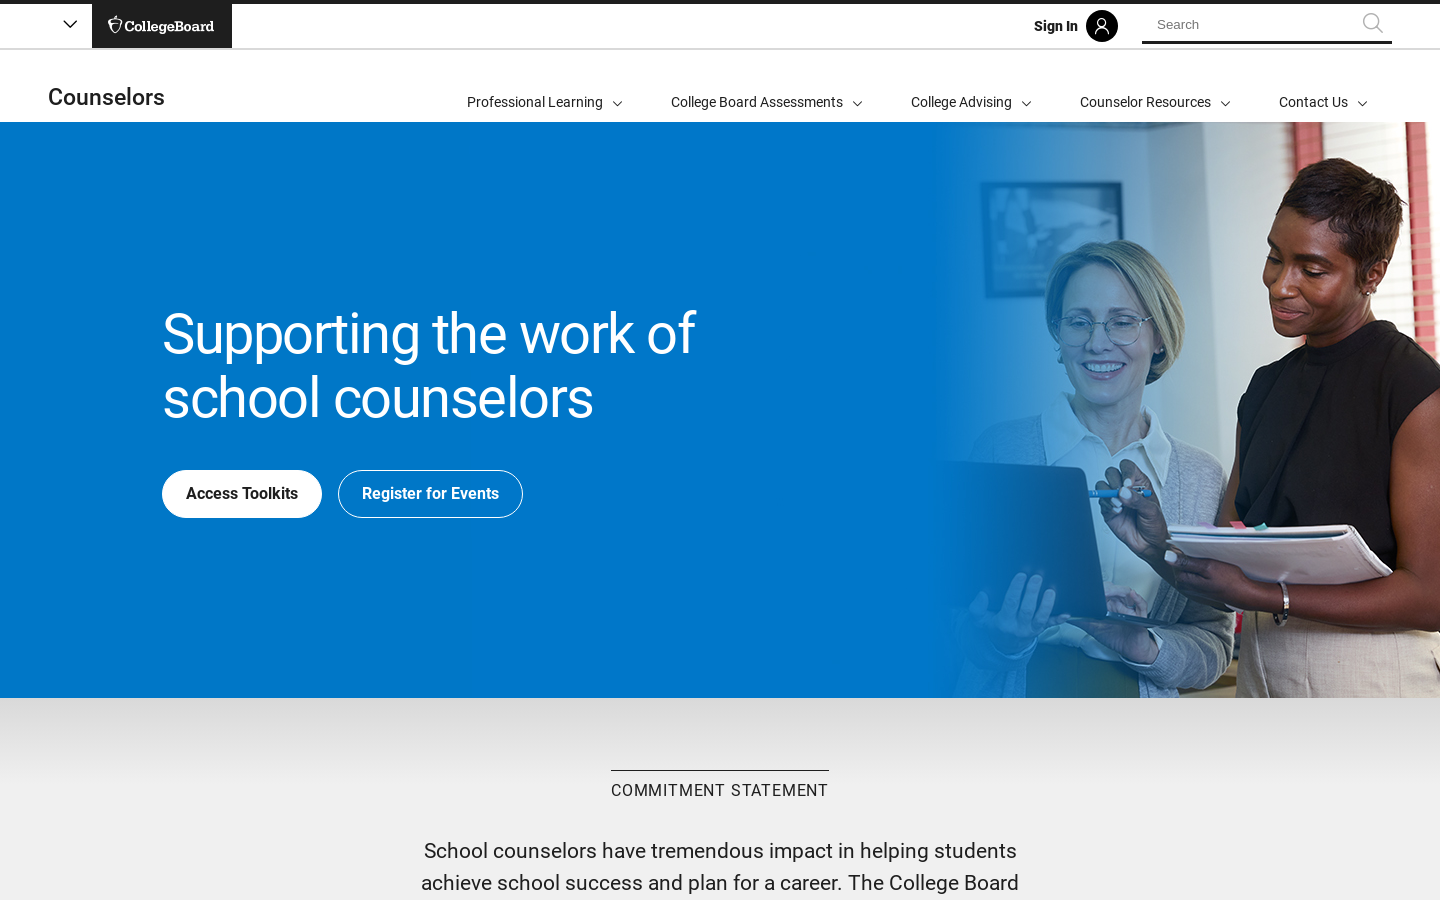 CollegeBoard
Sign In
Search
Counselors
Professional Learning
College Board Assessments
College Advising
Counselor Resources
Contact Us
Supporting the work of
school counselors
Access Toolkits
Register for Events
COMMITMENT STATEMENT
School counselors have tremendous impact in helping students
achieve school success and plan for a career. The College Board